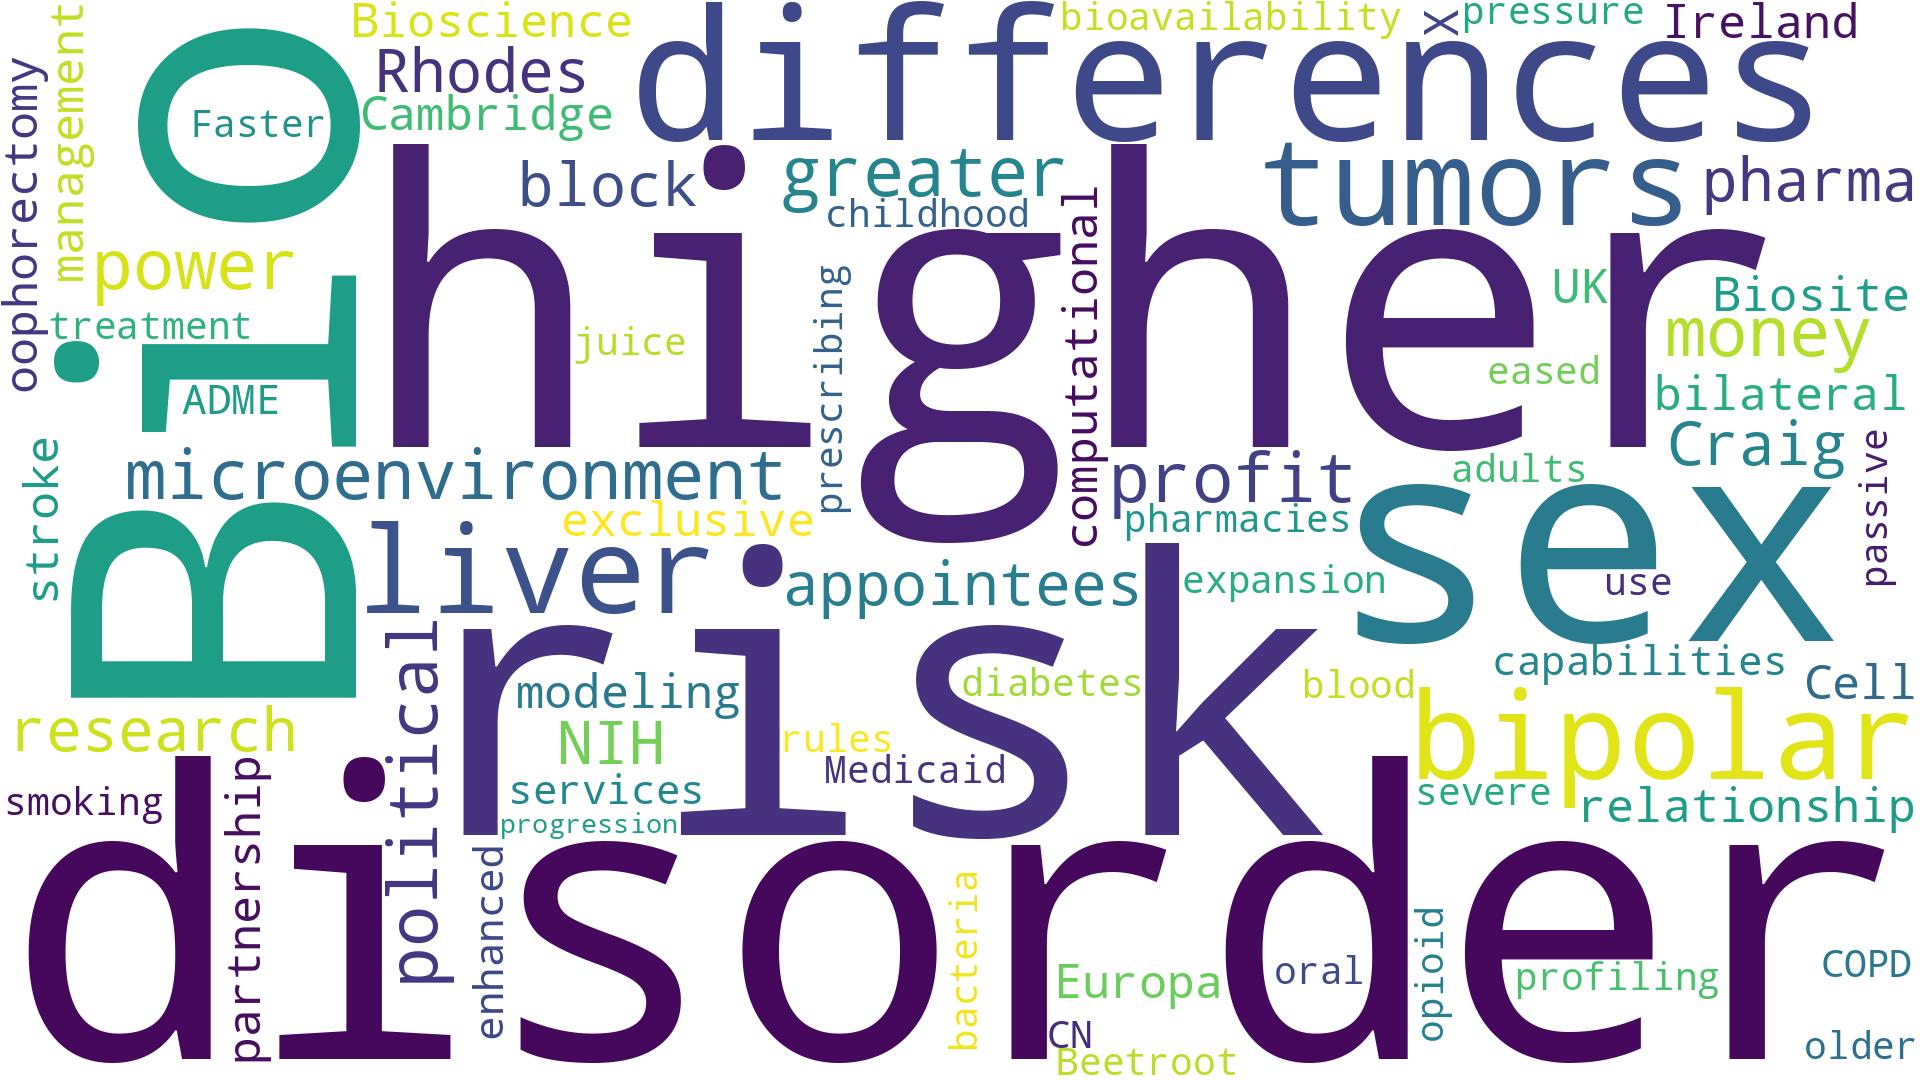 Bioscience
bioavailability
X
pressure
Ireland
management
Rhodes
differences
Faster
Cambridge
oophorectomy
Bio
higher
block
greater
childhood
tumors
pharma
power
computational
prescribing
UK
Biosite
treatment
juice
money
eased
ADME
bilateral
stroke
microenvironment
profit
Craig
adults
passive
exclusive
pharmacies
sex
liver
appointees
expansion
use
political
risk
modeling
diabetes
blood
capabilities
Cell
research
NIH
rules
bipolar
smoking
partnership
services
Medicaid
severe
relationship
progression
disorder
enhanced
bacteria
opioid
Europa
oral
profiling
COPD
CN
Beetroot
older